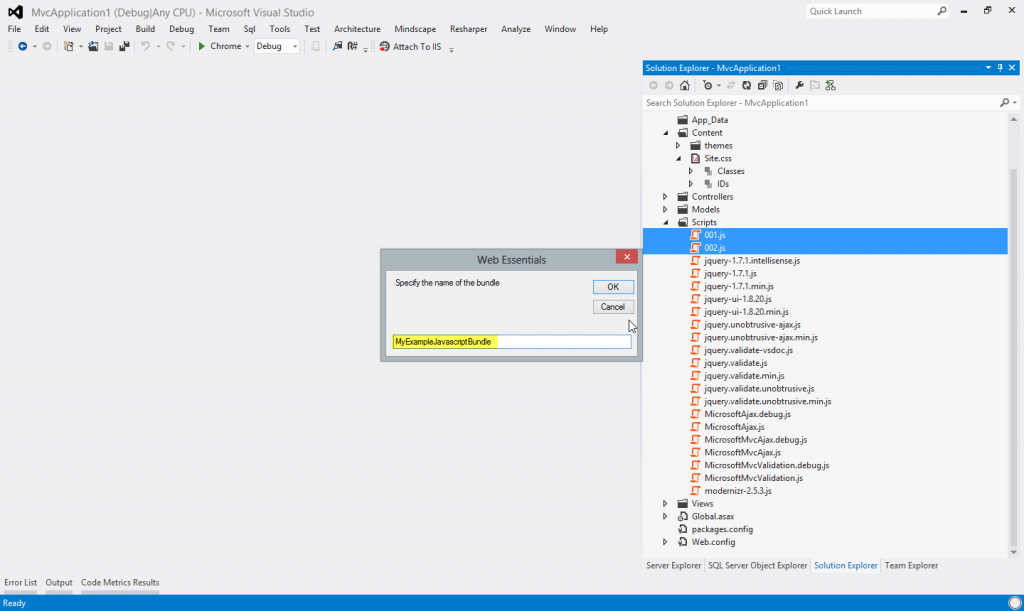 MvcApplication1 (Debug|Any CPU) - Microsoft Visual Studio
Quick Launch
File Edit View Project Build Debug Team Sql Tools Test Architecture Mindscape Resharper Analyze Window Help
Chrome Debug Attach To IIS
Solution Explorer - MvcApplication1
Search Solution Explorer - MvcApplication1
App_Data
Content
themes
Site.css
Classes
IDs
Controllers
Models
Scripts
001.js
002.js
jquery-1.7.1.intellisense.js
jquery-1.7.1.js
jquery-1.7.1.min.js
jquery-ui-1.8.20.js
jquery-ui-1.8.20.min.js
jquery.unobtrusive-ajax.js
jquery.unobtrusive-ajax.min.js
jquery.validate-vsdoc.js
jquery.validate.js
jquery.validate.min.js
jquery.validate.unobtrusive.js
jquery.validate.unobtrusive.min.js
MicrosoftAjax.debug.js
MicrosoftAjax.js
MicrosoftMvcAjax.debug.js
MicrosoftMvcAjax.js
MicrosoftMvcValidation.debug.js
MicrosoftMvcValidation.js
modernizr-2.5.3.js
Views
Global.asax
packages.config
Web.config
Server Explorer SQL Server Object Explorer Solution Explorer Team Explorer
Web Essentials
Specify the name of the bundle
OK
Cancel
MyExampleJavascriptBundle
Error List Output Code Metrics Results
Ready